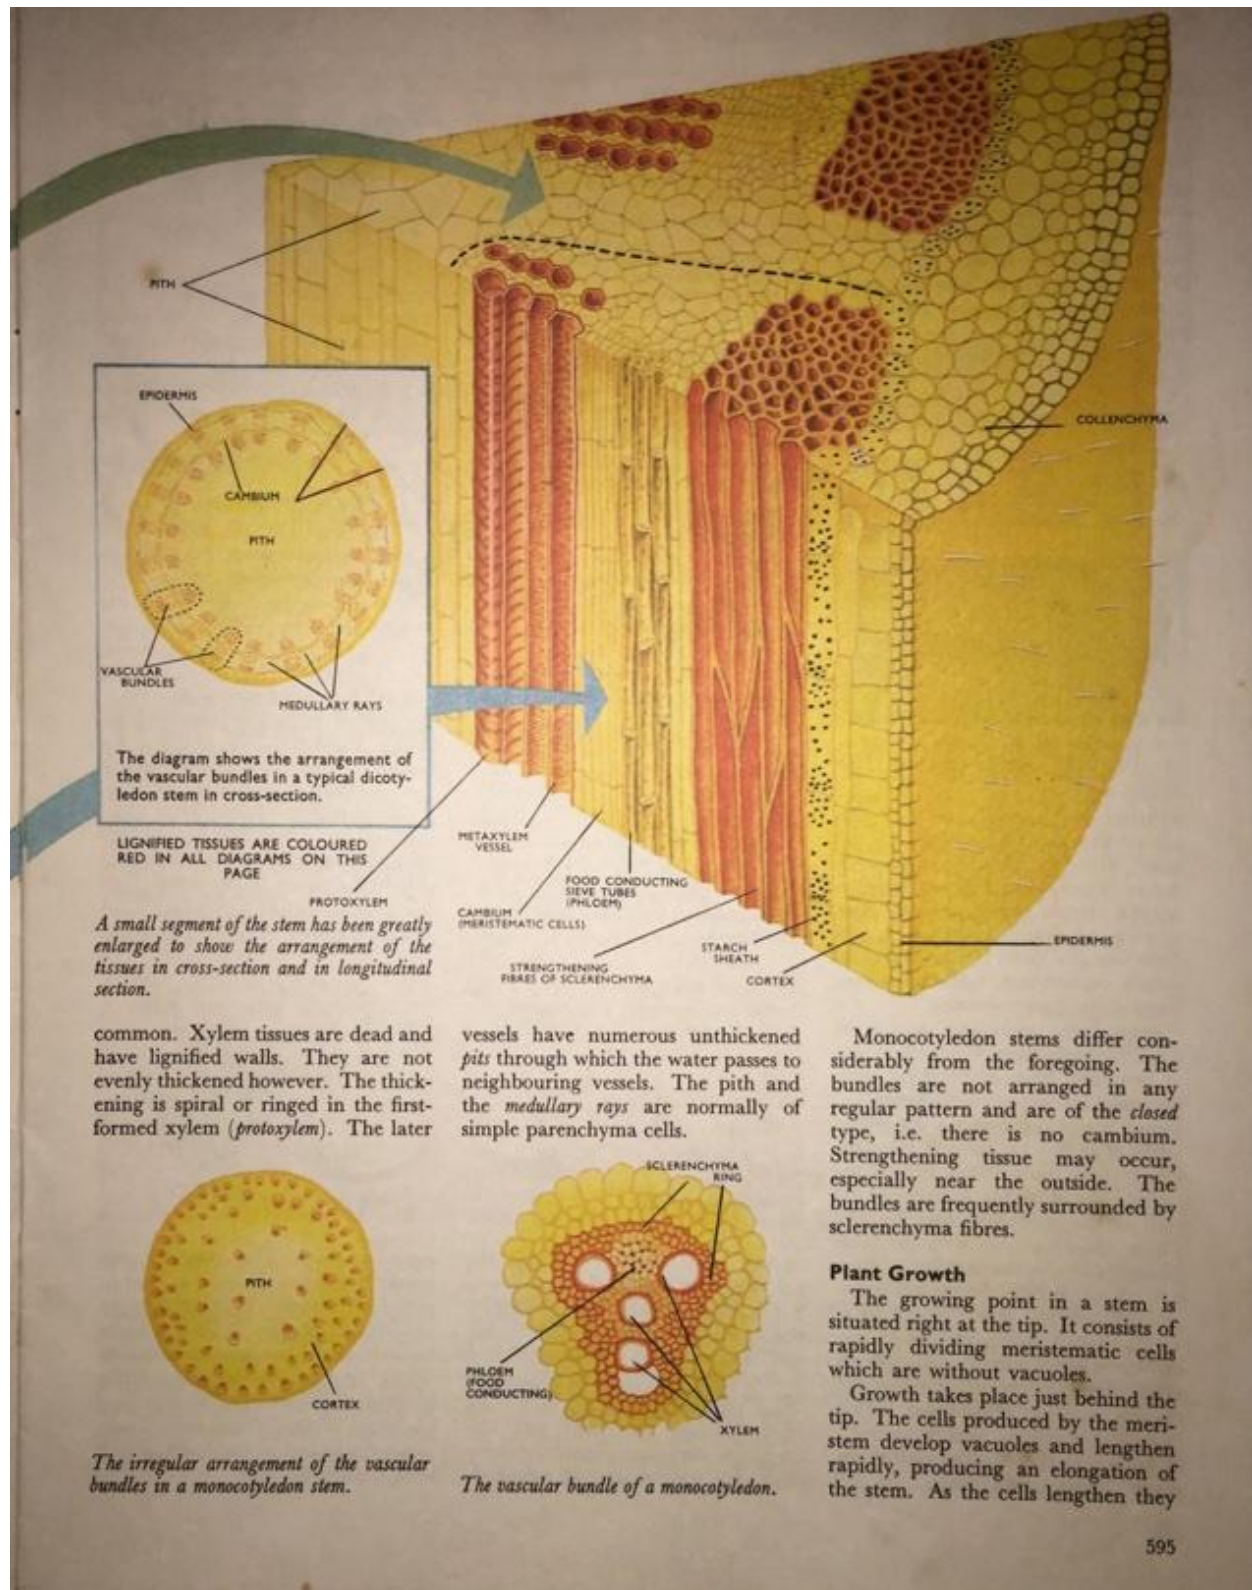 PITH
COLLENCHYMA
EPIDERMIS
CAMBIUM
PITH
VASCULAR
BUNDLES
MEDULLARY RAYS
The diagram shows the arrangement of
the vascular bundles in a typical dicoty-
ledon stem in cross-section.
LIGNIFIED TISSUES ARE COLOURED
RED IN ALL DIAGRAMS ON THIS
PAGE
PROTOXYLEM
METAXYLEM
VESSEL
CAMBIUM
(MERISTEMATIC CELLS)
FOOD CONDUCTING
SIEVE TUBES
(PHLOEM)
STRENGTHENING
FIBRES OF SCLERENCHYMA
STARCH
SHEATH
CORTEX
EPIDERMIS
A small segment of the stem has been greatly
enlarged to show the arrangement of the
tissues in cross-section and in longitudinal
section.
common. Xylem tissues are dead and
have lignified walls. They are not
evenly thickened however. The thick-
ening is spiral or ringed in the first-
formed xylem (protoxylem). The later
vessels have numerous unthickened
pits through which the water passes to
neighbouring vessels. The pith and
the medullary rays are normally of
simple parenchyma cells.
PITH
CORTEX
The irregular arrangement of the vascular
bundles in a monocotyledon stem.
SCLERENCHYMA
RING
PHLOEM
(FOOD
CONDUCTING)
XYLEM
The vascular bundle of a monocotyledon.
Monocotyledon stems differ con-
siderably from the foregoing. The
bundles are not arranged in any
regular pattern and are of the closed
type, i.e. there is no cambium.
Strengthening tissue may occur,
especially near the outside. The
bundles are frequently surrounded by
sclerenchyma fibres.
Plant Growth
The growing point in a stem is
situated right at the tip. It consists of
rapidly dividing meristematic cells
which are without vacuoles.
Growth takes place just behind the
tip. The cells produced by the meri-
stem develop vacuoles and lengthen
rapidly, producing an elongation of
the stem. As the cells lengthen they
595